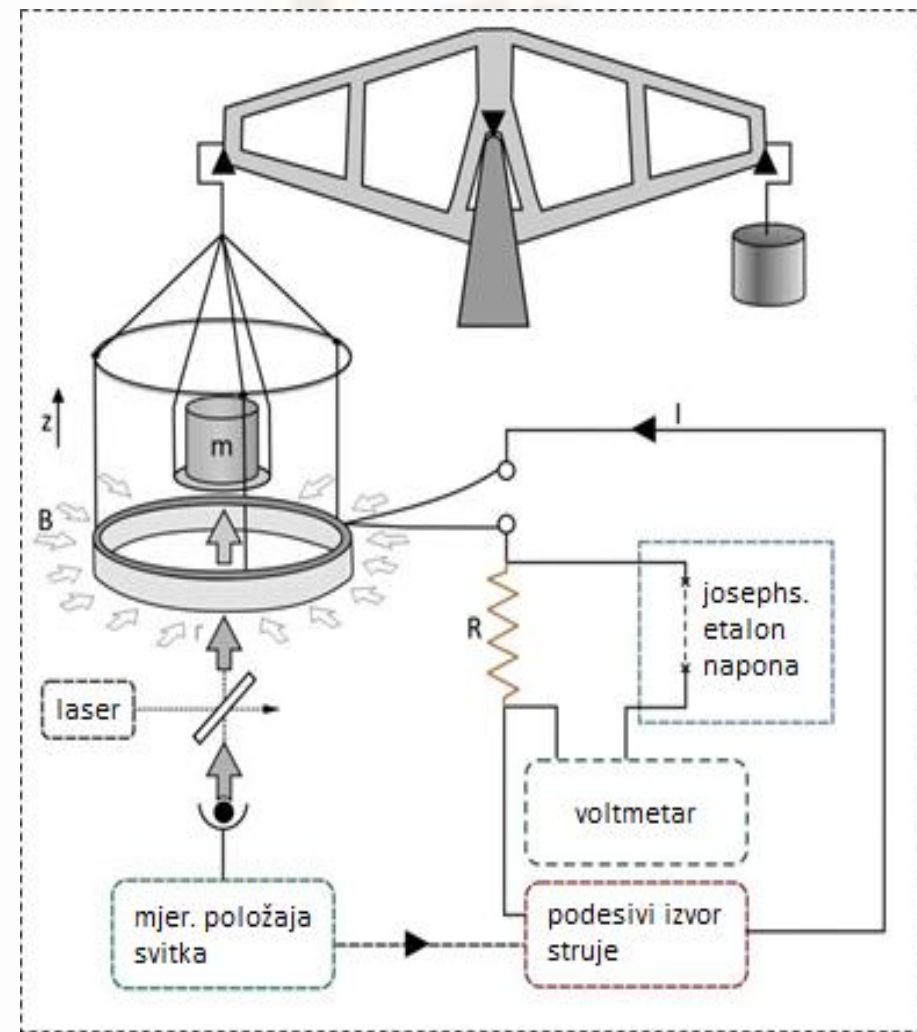 z
m
I
B
r
R
josephs.
etalon
napona
laser
voltmetar
mjer. položaja
svitka
podesivi izvor
struje